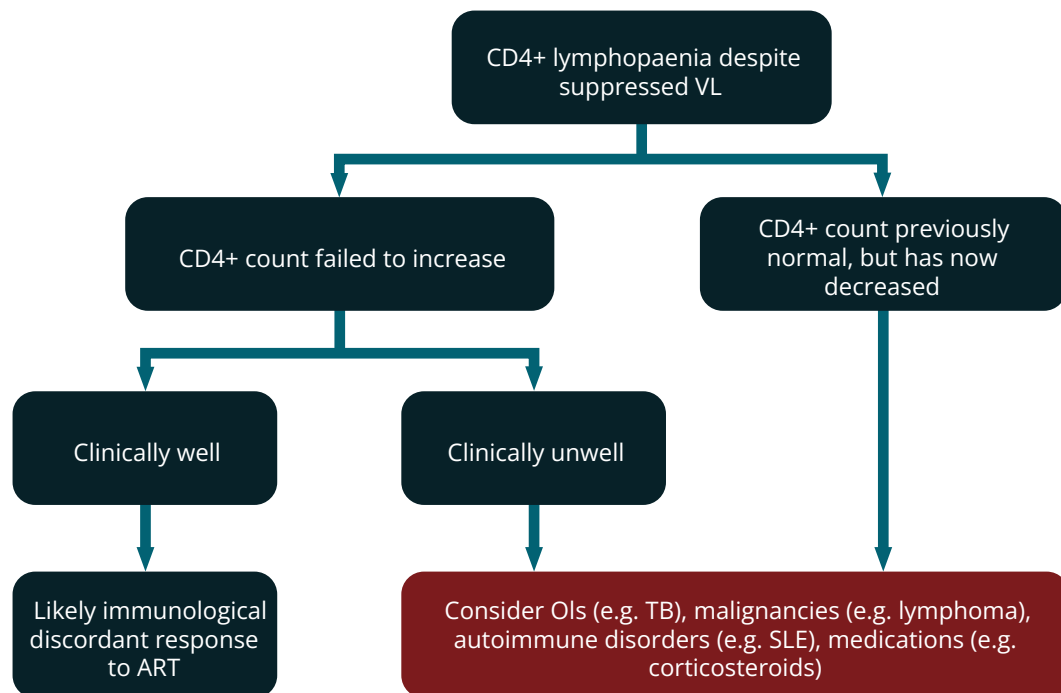 CD4+ lymphopaenia despite
suppressed VL
CD4+ count failed to increase
CD4+ count previously
normal, but has now
decreased
Clinically well
Clinically unwell
Likely immunological
discordant response
to ART
Consider OIs (e.g. TB), malignancies (e.g. lymphoma),
autoimmune disorders (e.g. SLE), medications (e.g.
corticosteroids)